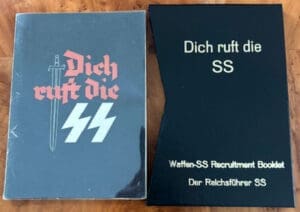 Dich
ruft die
SS
Dich ruft die
SS
Waffen-SS Recruitment Booklet
Der Reichsführer SS